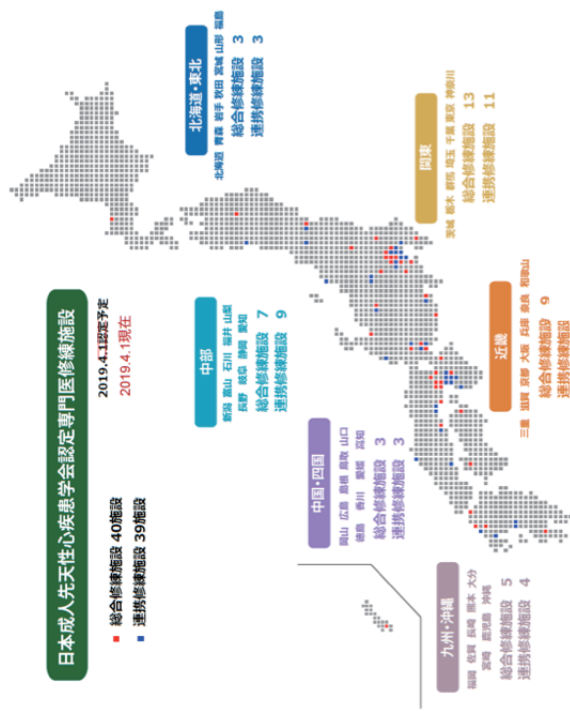 日本成人先天性心疾患学会認定専門医修練施設
2019.4.1認定予定
2019.4.1現在
総合修練施設 40施設
連携修練施設 39施設
北海道・東北
北海道 青森 岩手 秋田 宮城 山形 福島
総合修練施設 3
連携修練施設 3
関東
茨城 栃木 群馬 埼玉 千葉 東京 神奈川
総合修練施設 13
連携修練施設 11
中部
新潟 富山 石川 福井 山梨
長野 岐阜 静岡 愛知
総合修練施設 7
連携修練施設 9
近畿
三重 滋賀 京都 大阪 兵庫 奈良 和歌山
総合修練施設 9
連携修練施設 9
中国・四国
岡山 広島 島根 鳥取 山口
徳島 香川 愛媛 高知
総合修練施設 3
連携修練施設 3
九州・沖縄
福岡 佐賀 長崎 熊本 大分
宮崎 鹿児島 沖縄
総合修練施設 5
連携修練施設 4